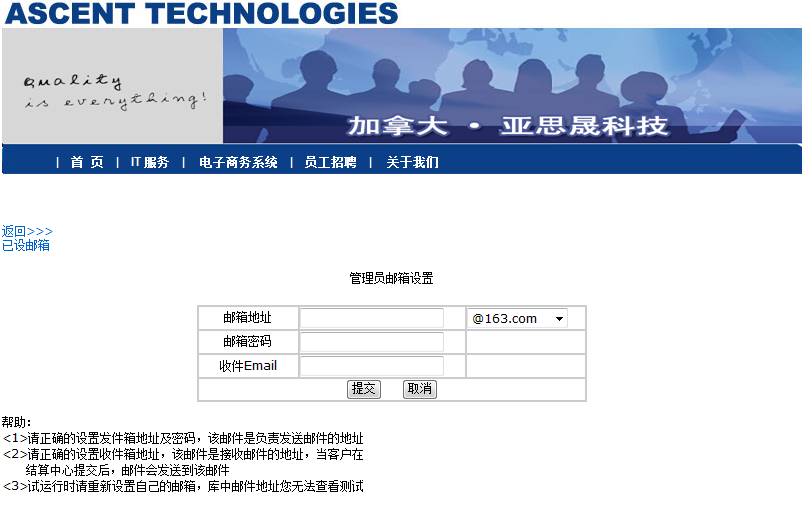 ASCENT TECHNOLOGIES
quality
is everything!
加拿大 · 亚思晟科技
| 首 页 | IT服务 | 电子商务系统 | 员工招聘 | 关于我们
返回>>>
已设邮箱
管理员邮箱设置
邮箱地址 @163.com
邮箱密码
收件Email
提交 取消
帮助:
<1>请正确的设置发件箱地址及密码，该邮件是负责发送邮件的地址
<2>请正确的设置收件箱地址，该邮件是接收邮件的地址，当客户在
结算中心提交后，邮件会发送到该邮件
<3>试运行时请重新设置自己的邮箱，库中邮件地址您无法查看测试